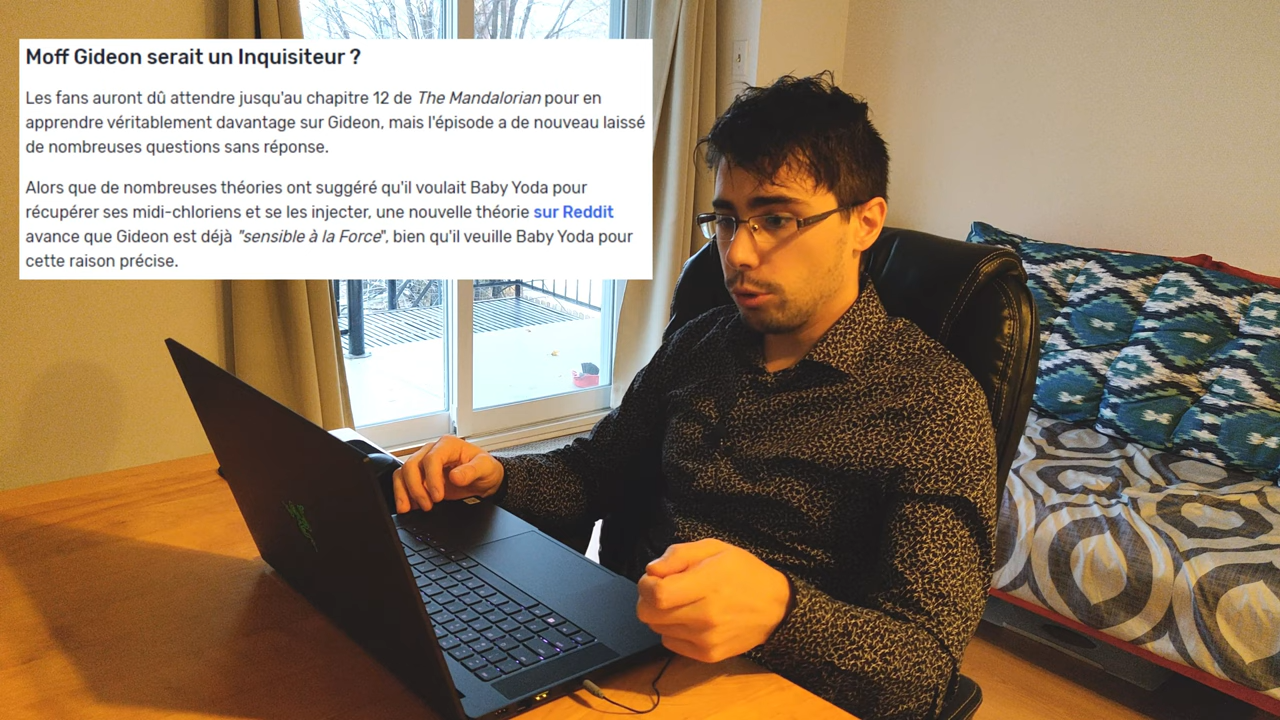 Moff Gideon serait un Inquisiteur ?
Les fans auront dû attendre jusqu'au chapitre 12 de The Mandalorian pour en
apprendre véritablement davantage sur Gideon, mais l'épisode a de nouveau laissé
de nombreuses questions sans réponse.
Alors que de nombreuses théories ont suggéré qu'il voulait Baby Yoda pour
récupérer ses midi-chloriens et se les injecter, une nouvelle théorie sur Reddit
avance que Gideon est déjà "sensible à la Force", bien qu'il veuille Baby Yoda pour
cette raison précise.